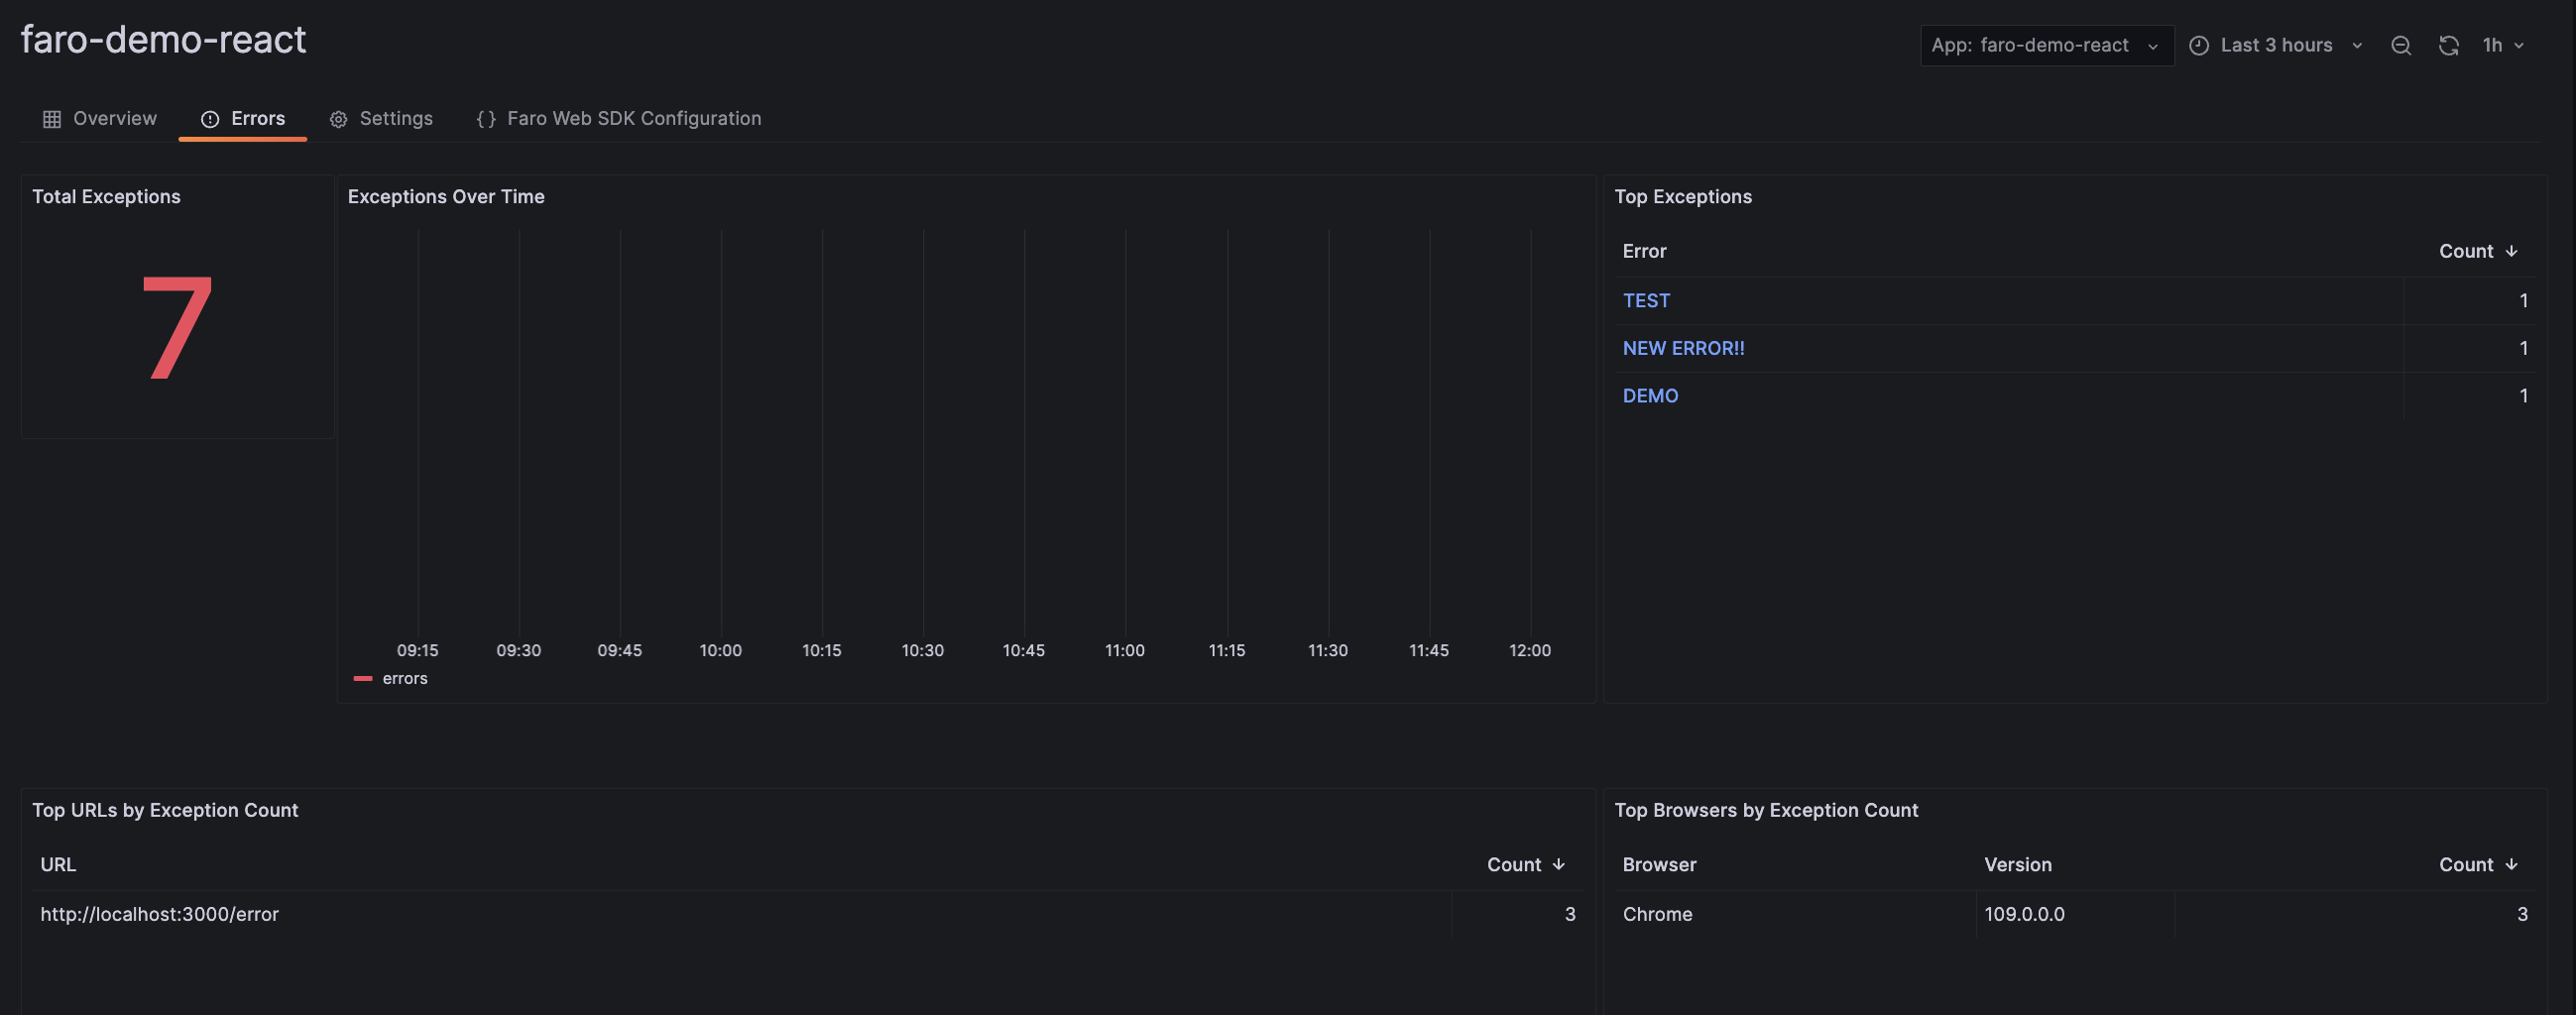 faro-demo-react
App: faro-demo-react
Last 3 hours
1h
Overview
Errors
Settings
Faro Web SDK Configuration
Total Exceptions
7
Exceptions Over Time
09:15 09:30 09:45 10:00 10:15 10:30 10:45 11:00 11:15 11:30 11:45 12:00
errors
Top Exceptions
Error Count
TEST 1
NEW ERROR!! 1
DEMO 1
Top URLs by Exception Count
URL Count
http://localhost:3000/error 3
Top Browsers by Exception Count
Browser Version Count
Chrome 109.0.0.0 3